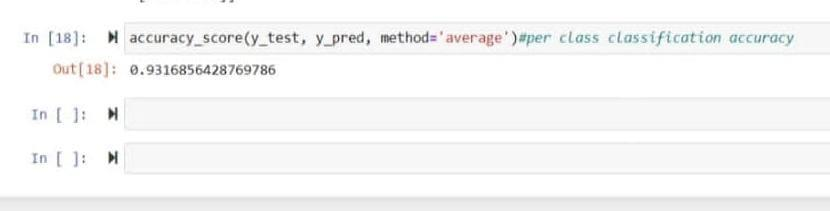 In [18]: accuracy_score(y_test, y_pred, method='average')#per class classification accuracy
Out[18]: 0.9316856428769786
In [ ]:
In [ ]: